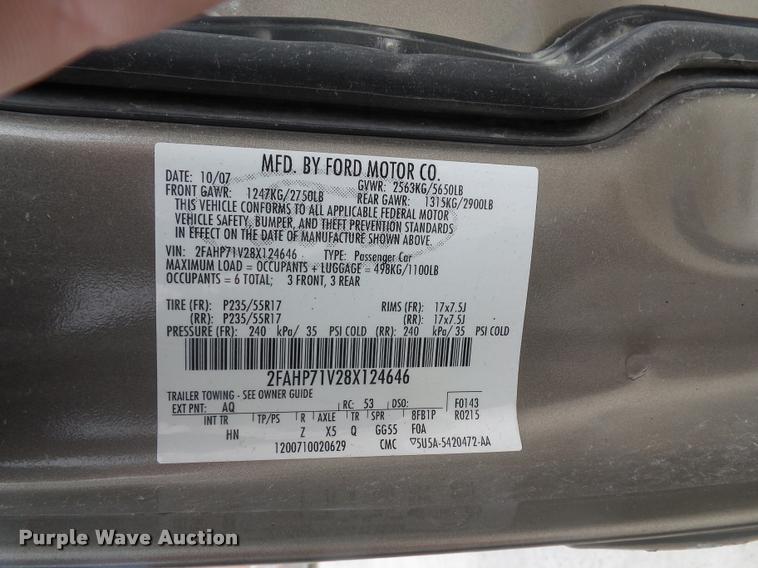 MFD. BY FORD MOTOR CO.
DATE: 10/07 GVWR: 2563KG/5650LB
FRONT GAWR: 1247KG/2750LB REAR GAWR: 1315KG/2900LB
THIS VEHICLE CONFORMS TO ALL APPLICABLE FEDERAL MOTOR
VEHICLE SAFETY, BUMPER, AND THEFT PREVENTION STANDARDS
IN EFFECT ON THE DATE OF MANUFACTURE SHOWN ABOVE.
VIN: 2FAHP71V28X124646 TYPE: Passenger Car
MAXIMUM LOAD = OCCUPANTS + LUGGAGE = 498KG/1100LB
OCCUPANTS = 6 TOTAL; 3 FRONT, 3 REAR
TIRE (FR): P235/55R17 RIMS (FR): 17x7.5J
(RR): P235/55R17 (RR): 17x7.5J
PRESSURE (FR): 240 kPa/ 35 PSI COLD (RR): 240 kPa/ 35 PSI COLD
2FAHP71V28X124646
TRAILER TOWING - SEE OWNER GUIDE
EXT PNT: AQ RC: 53 DSO: F0143
INT TR TP/PS R AXLE TR SPR 8FB1P R0215
HN Z X5 Q GG55 F0A
1200710020629 CMC ▽5U5A-5420472-AA
Purple Wave Auction